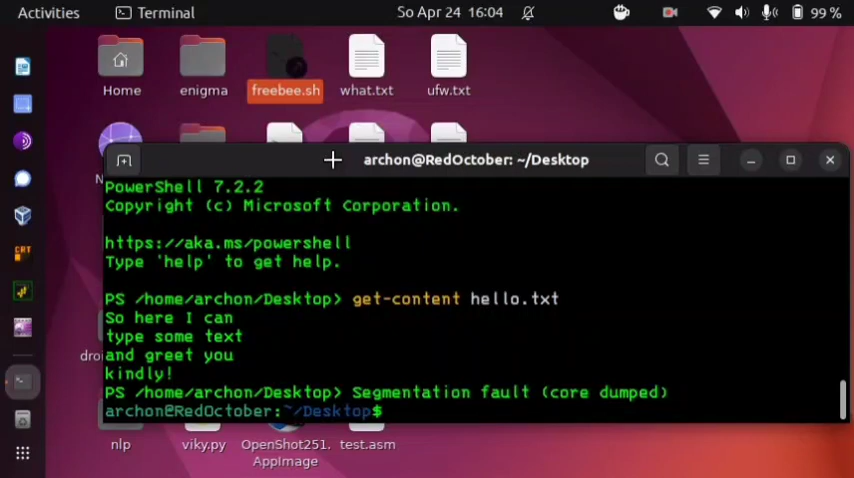 Activities
Terminal
So Apr 24 16:04
99 %
Home
enigma
freebee.sh
what.txt
ufw.txt
archon@RedOctober: ~/Desktop
PowerShell 7.2.2
Copyright (c) Microsoft Corporation.
https://aka.ms/powershell
Type 'help' to get help.
PS /home/archon/Desktop> get-content hello.txt
So here I can
type some text
and greet you
kindly!
PS /home/archon/Desktop> Segmentation fault (core dumped)
archon@RedOctober:~/Desktop$
CRT
nlp
viky.py
OpenShot251.
AppImage
test.asm